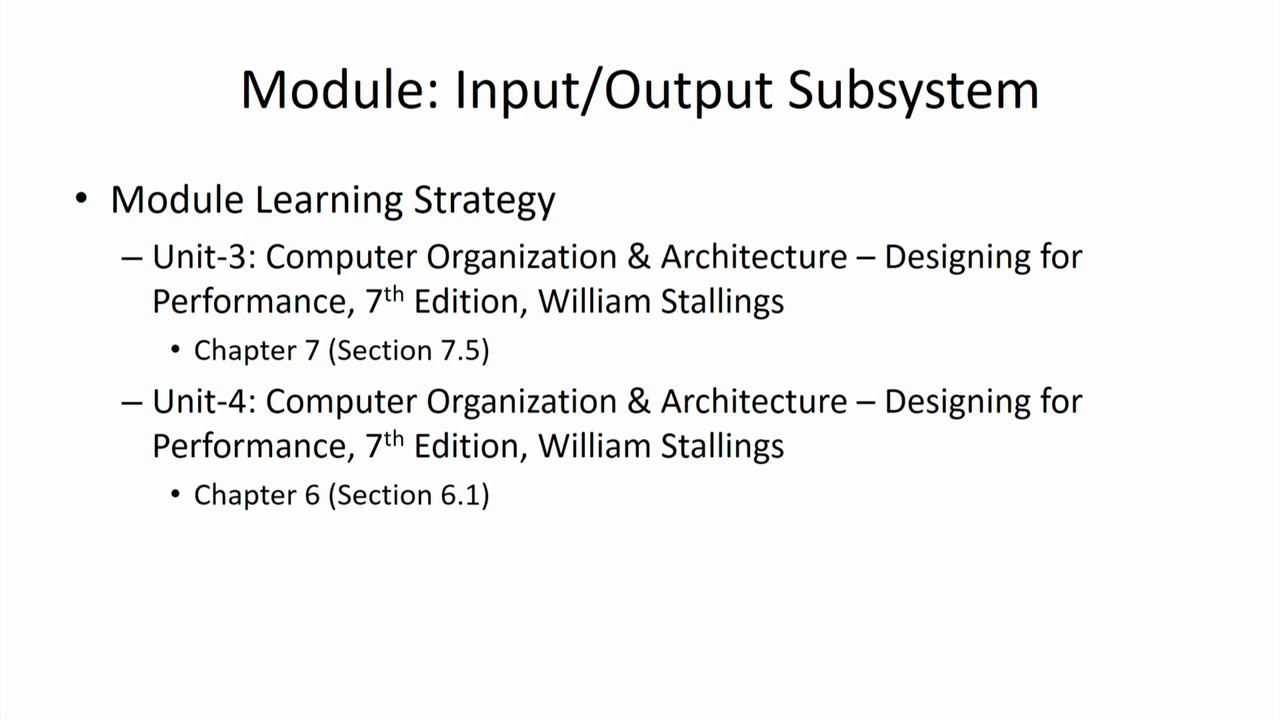 Module: Input/Output Subsystem
• Module Learning Strategy
– Unit-3: Computer Organization & Architecture – Designing for
Performance, 7th Edition, William Stallings
• Chapter 7 (Section 7.5)
– Unit-4: Computer Organization & Architecture – Designing for
Performance, 7th Edition, William Stallings
• Chapter 6 (Section 6.1)